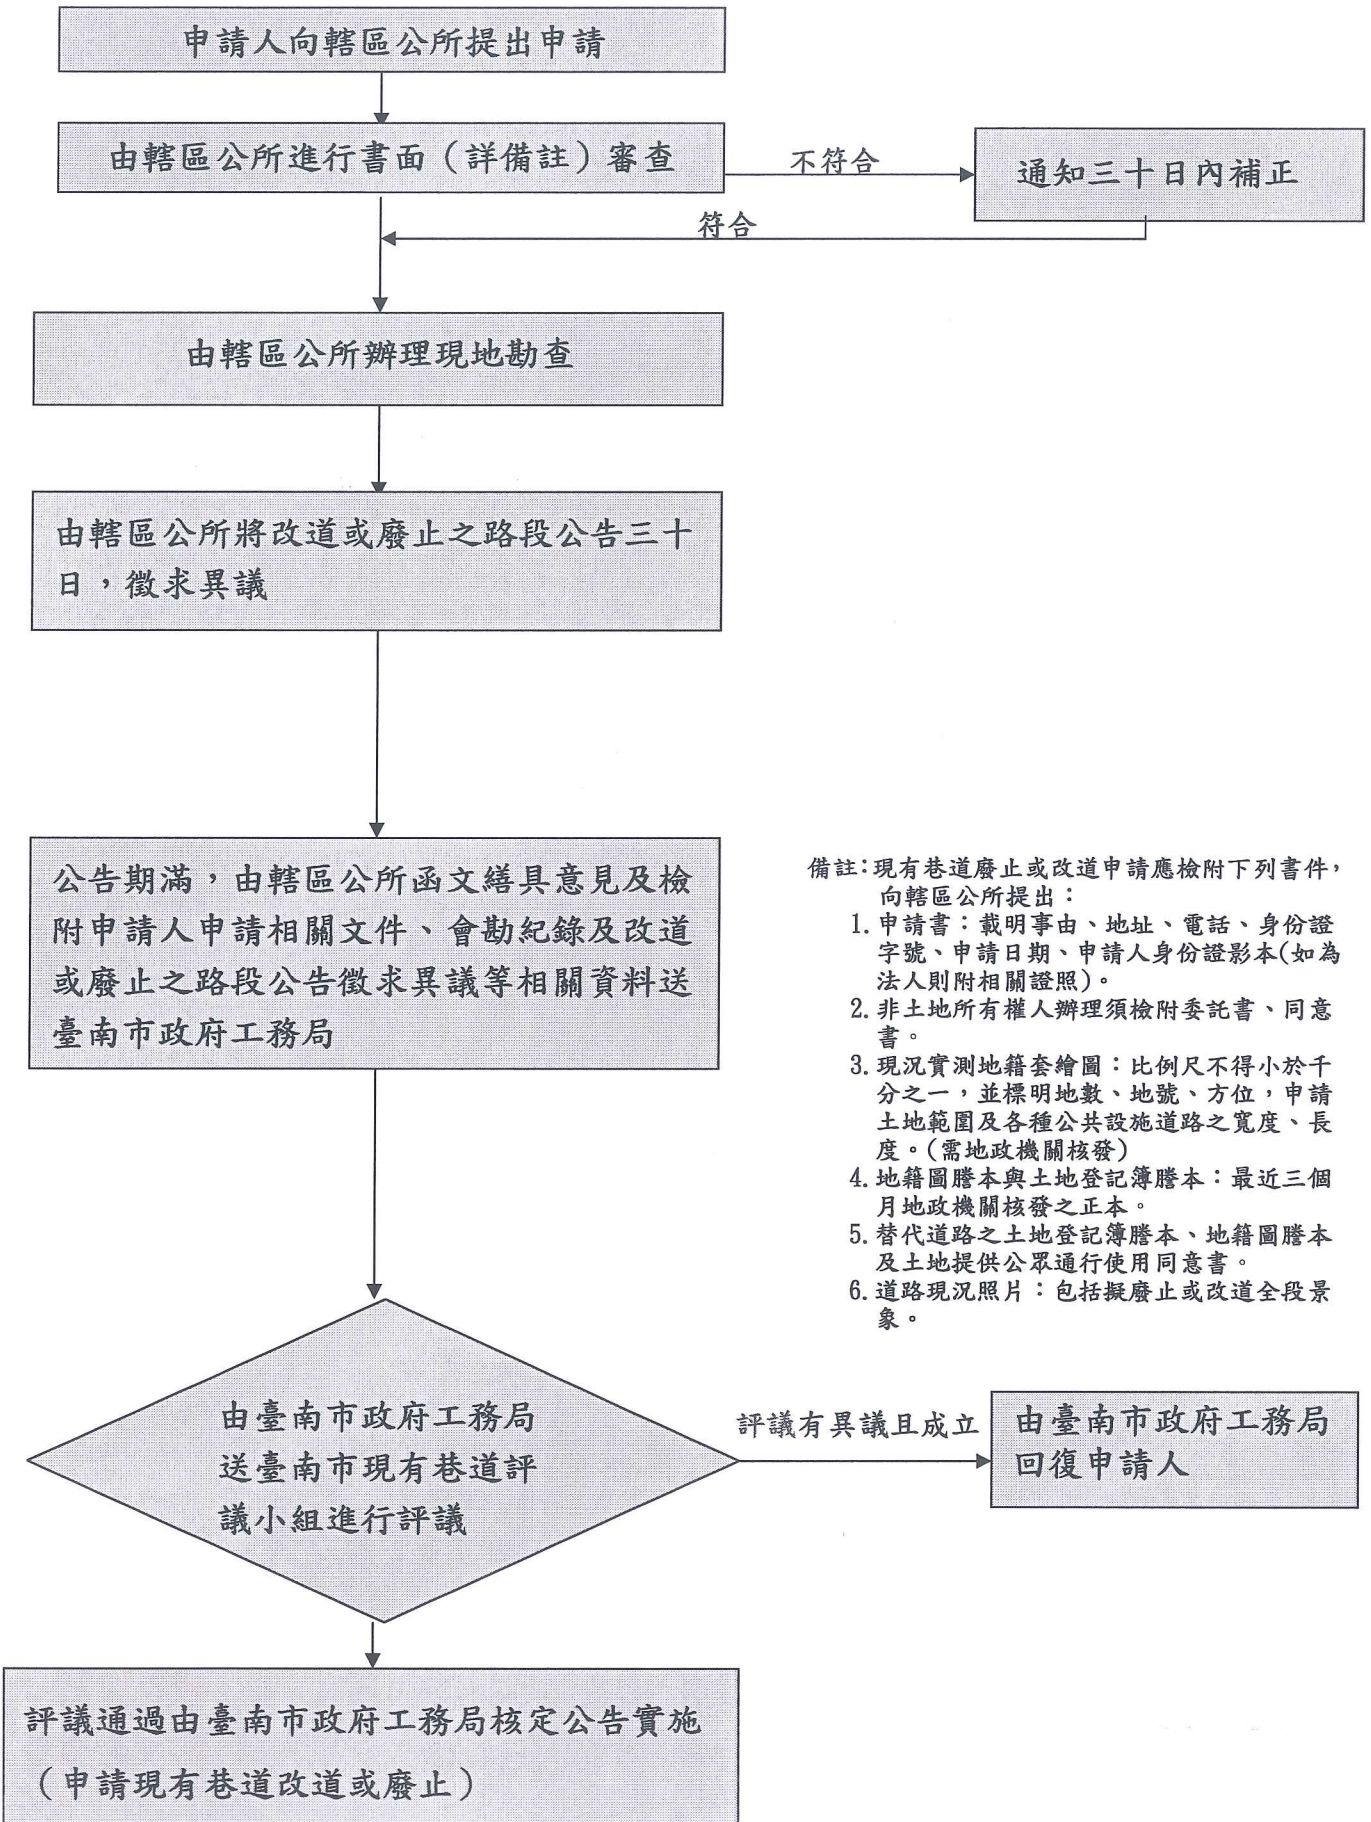 申請人向轄區公所提出申請
由轄區公所進行書面（詳備註）審查
不符合
通知三十日內補正
符合
由轄區公所辦理現地勘查
由轄區公所將改道或廢止之路段公告三十
日，徵求異議
公告期滿，由轄區公所函文繕具意見及檢
附申請人申請相關文件、會勘紀錄及改道
或廢止之路段公告徵求異議等相關資料送
臺南市政府工務局
備註:現有巷道廢止或改道申請應檢附下列書件，
向轄區公所提出：
1.申請書：載明事由、地址、電話、身份證
字號、申請日期、申請人身份證影本(如為
法人則附相關證照)。
2.非土地所有權人辦理須檢附委託書、同意
書。
3.現況實測地籍套繪圖：比例尺不得小於千
分之一，並標明地數、地號、方位，申請
土地範圍及各種公共設施道路之寬度、長
度。(需地政機關核發)
4.地籍圖謄本與土地登記簿謄本：最近三個
月地政機關核發之正本。
5.替代道路之土地登記簿謄本、地籍圖謄本
及土地提供公眾通行使用同意書。
6.道路現況照片：包括擬廢止或改道全段景
象。
由臺南市政府工務局
送臺南市現有巷道評
議小組進行評議
評議有異議且成立
由臺南市政府工務局
回復申請人
評議通過由臺南市政府工務局核定公告實施
（申請現有巷道改道或廢止）